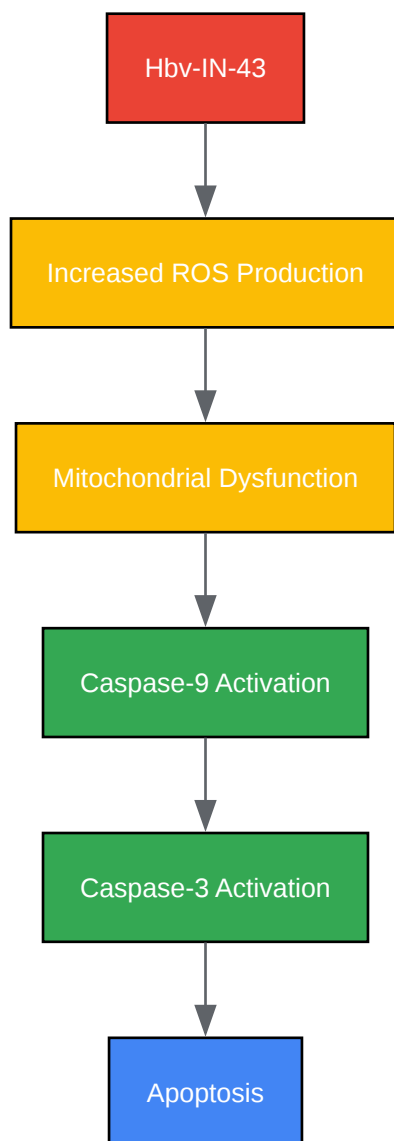 Hbv-IN-43
Increased ROS Production
Mitochondrial Dysfunction
Caspase-9 Activation
Caspase-3 Activation
Apoptosis